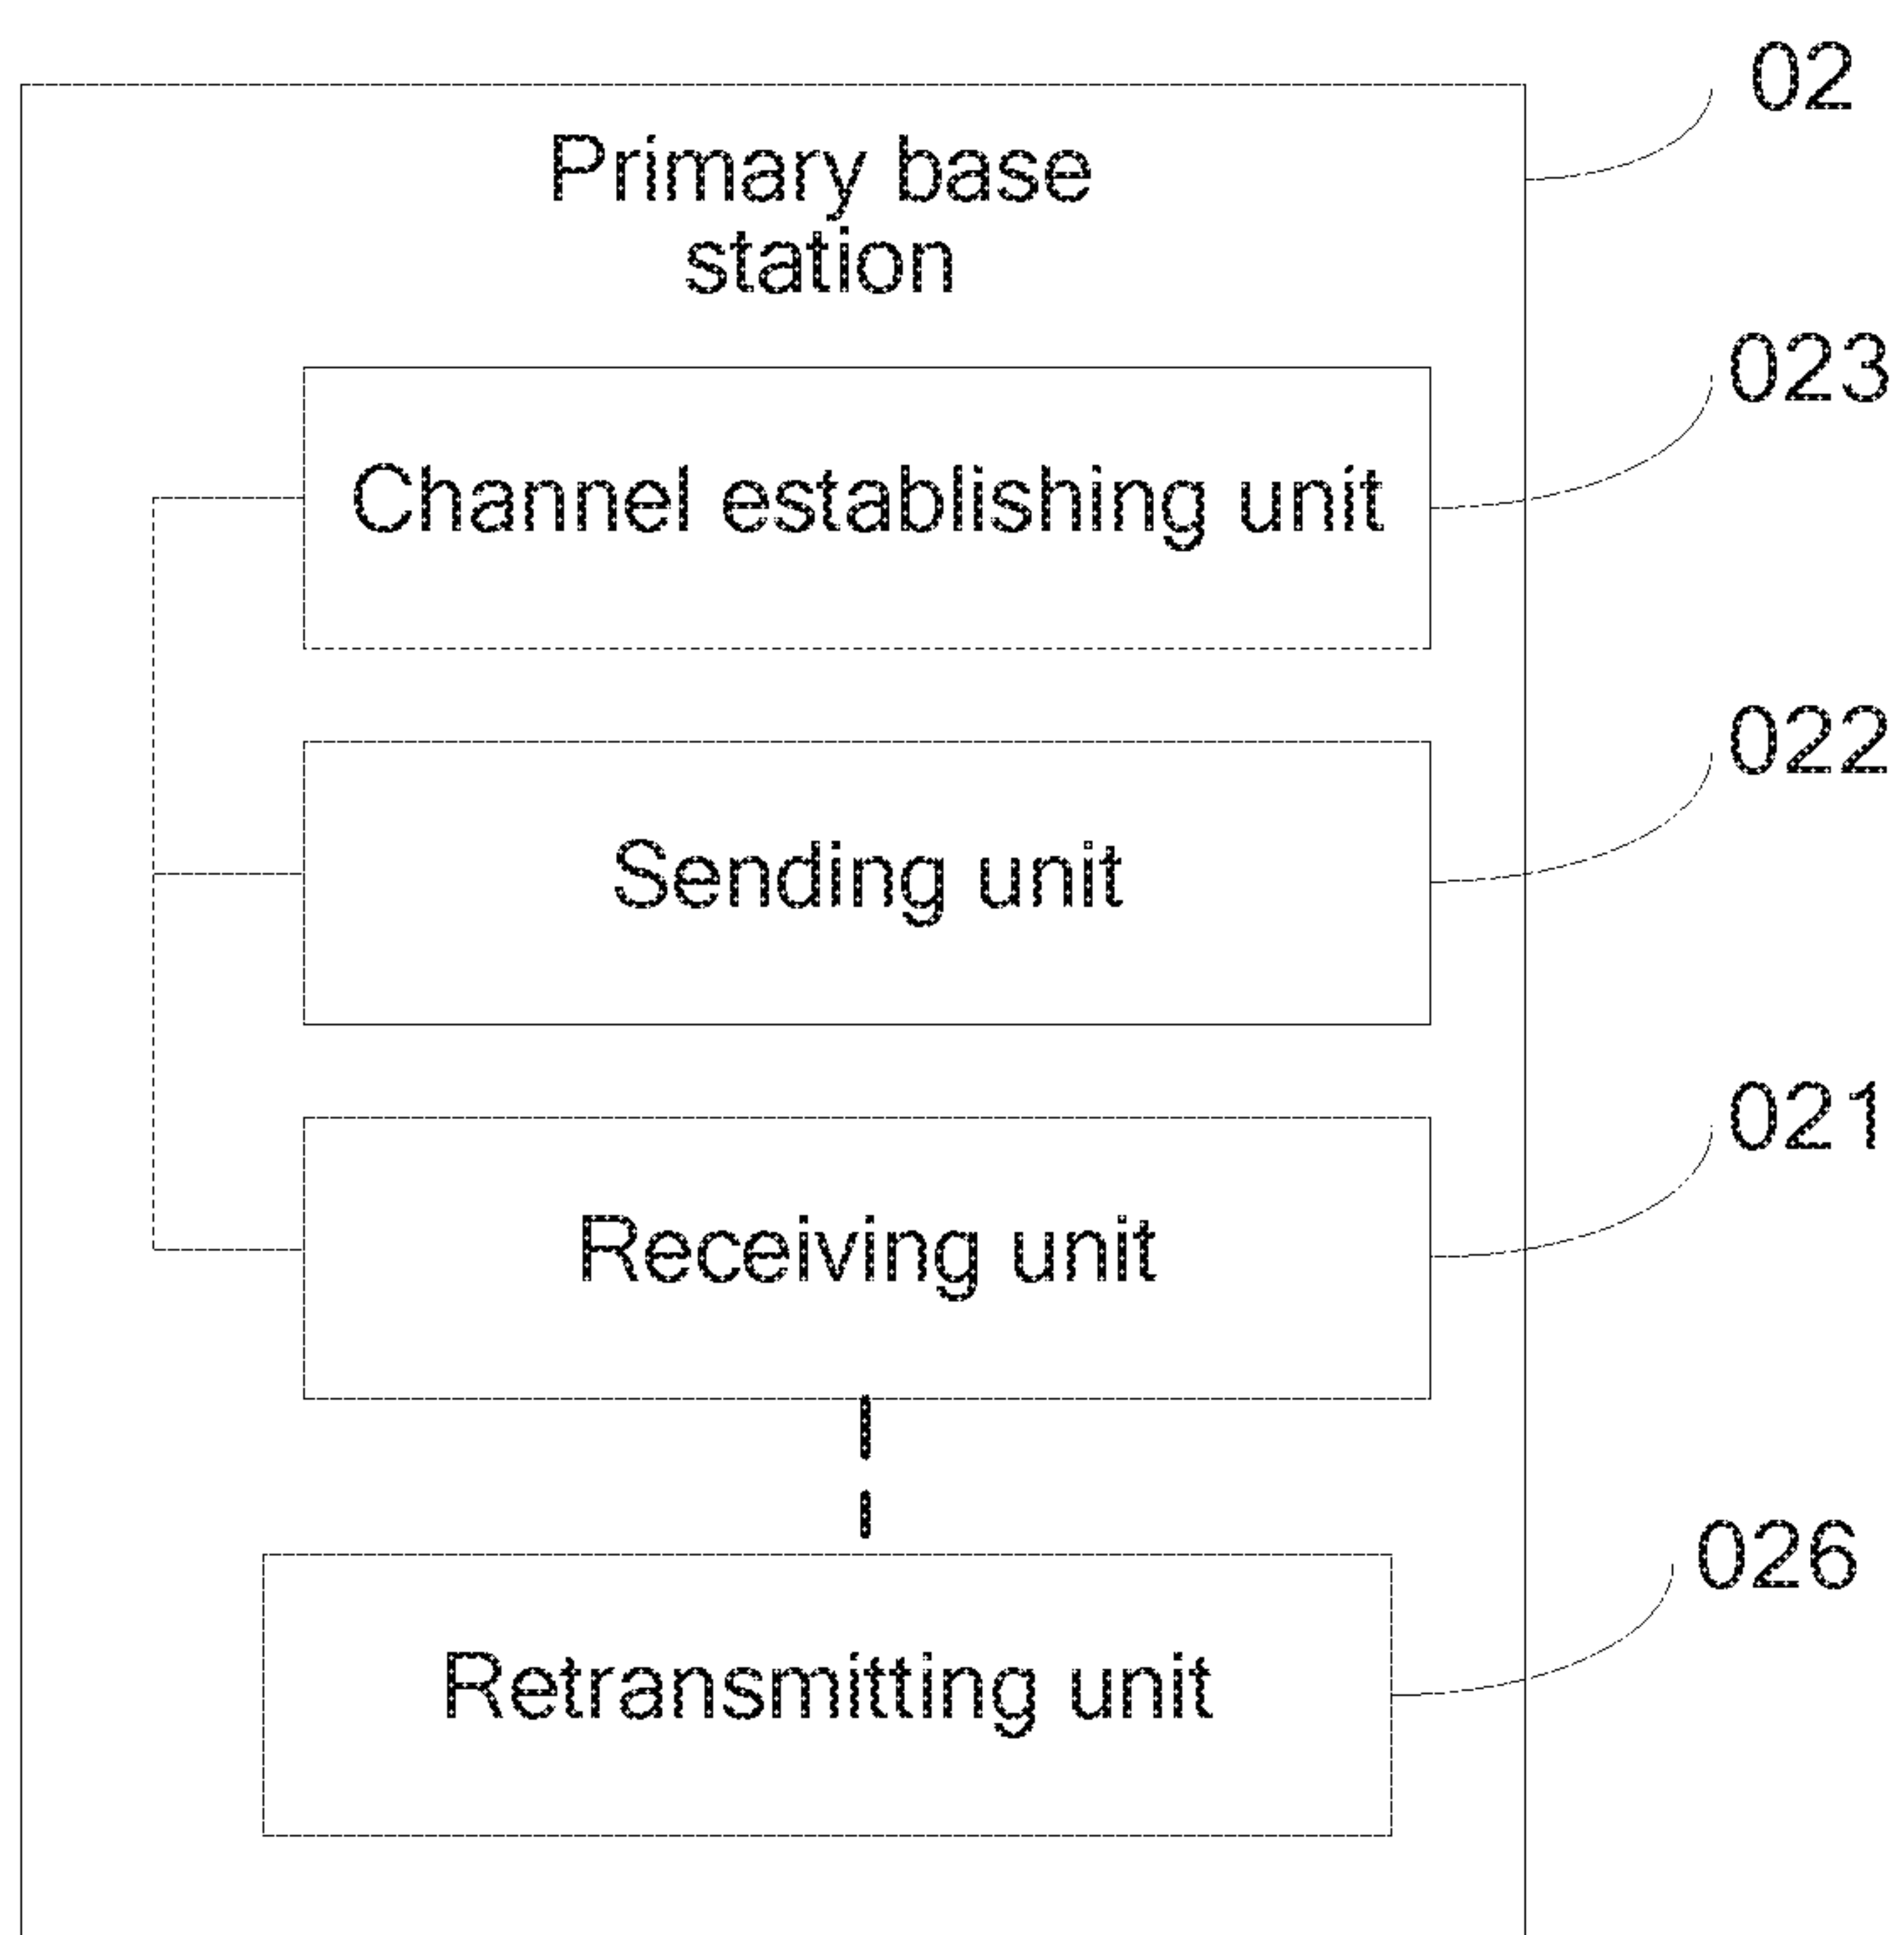 02
Primary base
station
023
Channel establishing unit
022
Sending unit
021
Receiving unit
026
Retransmitting unit